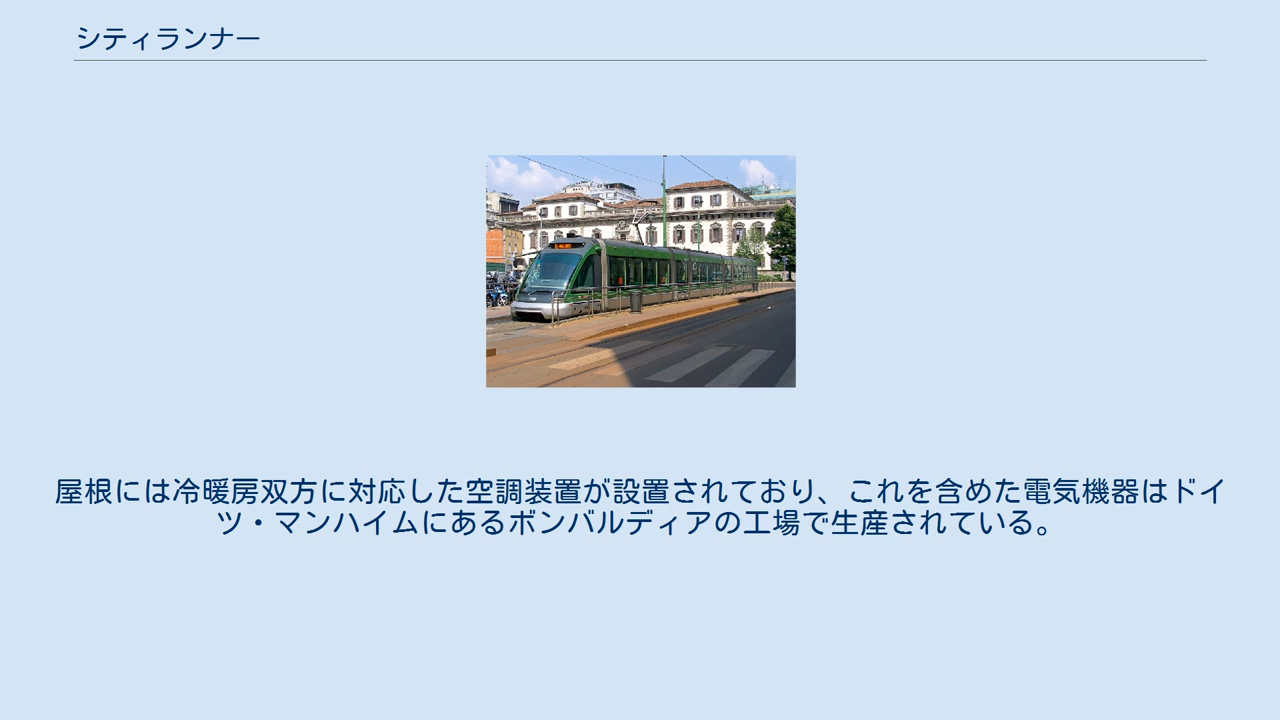 シティランナー
屋根には冷暖房双方に対応した空調装置が設置されており、これを含めた電気機器はドイ
ツ・マンハイムにあるボンバルディアの工場で生産されている。